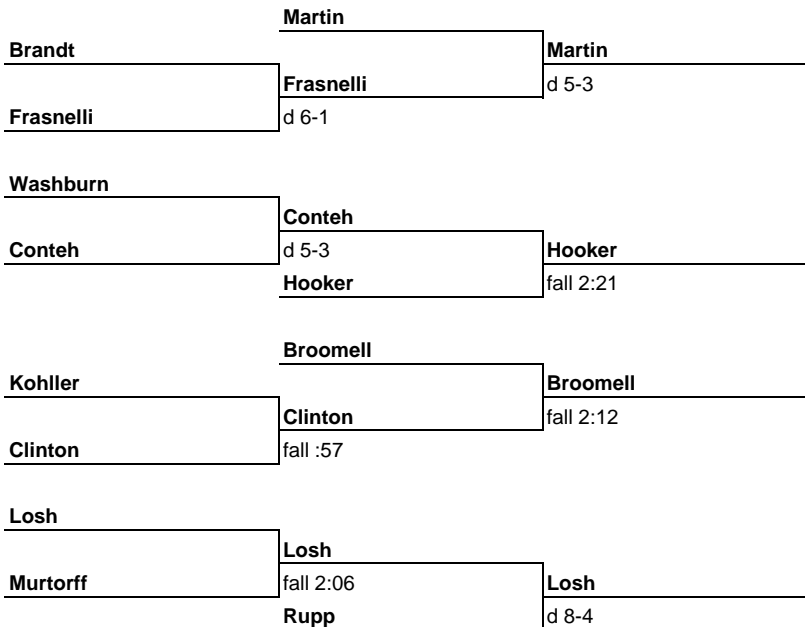 Martin
Brandt Martin
Frasnelli d 5-3
Frasnelli d 6-1
Washburn
Conteh
Conteh d 5-3 Hooker
Hooker fall 2:21
Broomell
Kohller Broomell
Clinton fall 2:12
Clinton fall :57
Losh
Losh
Murtorff fall 2:06 Losh
Rupp d 8-4